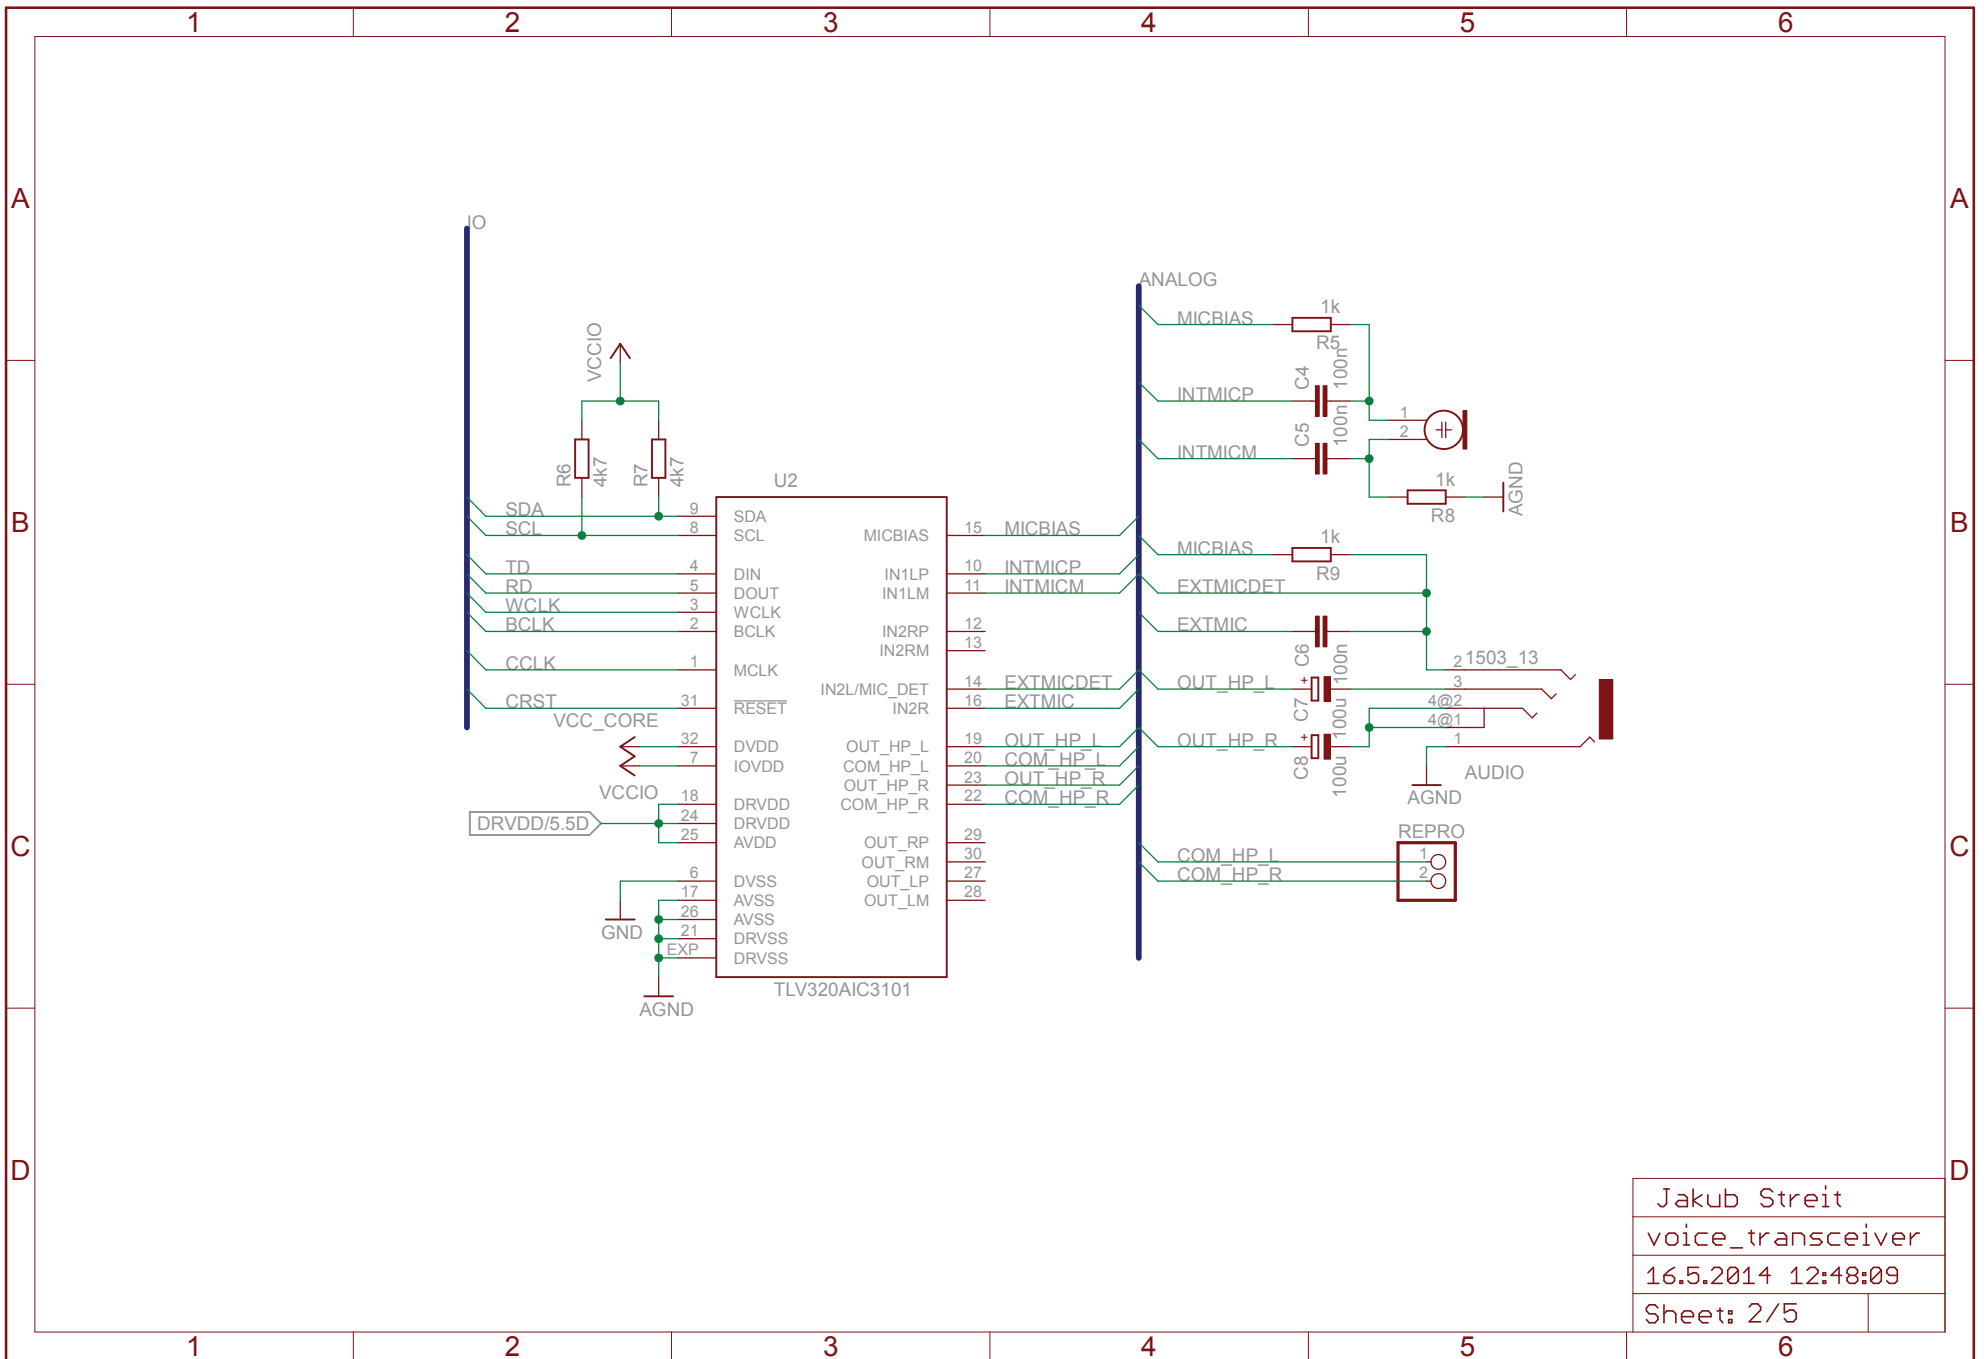 1 2 3 4 5 6
A A
IO
ANALOG
MICBIAS 1k
R5
VCCIO
INTMICP C4 100n
1
2
INTMICM C5 100n
R6 4k7 R7 4k7
1k
R8 AGND
U2
B B
SDA 9 SDA
SCL 8 SCL
MICBIAS 15 MICBIAS
MICBIAS 1k
R9
TD 4 DIN
IN1LP 10 INTMICP
RD 5 DOUT
IN1LM 11 INTMICM
EXTMICDET
WCLK 3 WCLK
BCLK 2 BCLK
IN2RP 12
IN2RM 13
EXTMIC C6 100n
CCLK 1 MCLK
2 1503_13
IN2L/MIC_DET 14 EXTMICDET
OUT_HP_L + C7 100u 3
CRST 31 RESET
IN2R 16 EXTMIC
4@2
4@1
VCC_CORE
32 DVDD
OUT_HP_L 19 OUT_HP_L
OUT_HP_R + C8 100u 1
7 IOVDD
COM_HP_L 20 COM_HP_L
AUDIO
VCCIO
OUT_HP_R 23 OUT_HP_R
AGND
18 DRVDD
COM_HP_R 22 COM_HP_R
DRVDD/5.5D 24 DRVDD
REPRO
25 AVDD
OUT_RP 29
C C
OUT_RM 30
COM_HP_L 1
6 DVSS
OUT_LP 27
COM_HP_R 2
17 AVSS
OUT_LM 28
26 AVSS
GND
21 DRVSS
EXP DRVSS
TLV320AIC3101
AGND
D D
Jakub Streit
voice_transceiver
16.5.2014 12:48:09
Sheet: 2/5
1 2 3 4 5 6